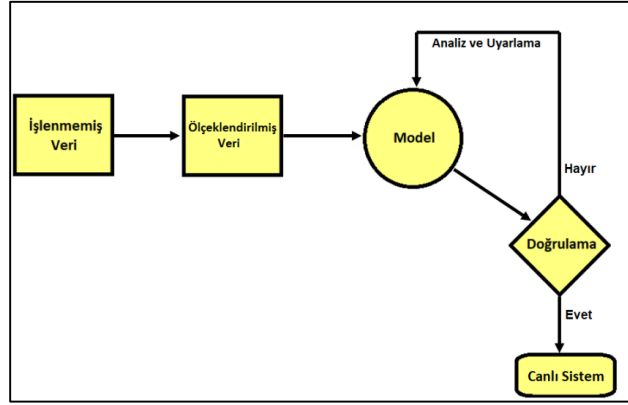 Analiz ve Uyarlama
İşlenmemiş
Veri
Ölçeklendirilmiş
Veri
Model
Hayır
Doğrulama
Evet
Canlı Sistem